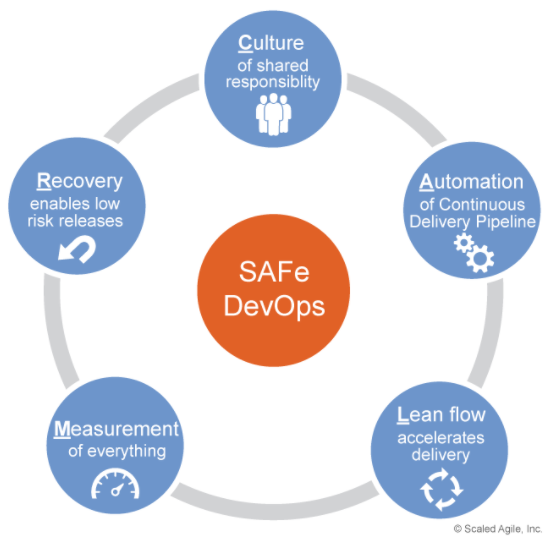 Culture
of shared
responsiblity
Automation
of Continuous
Delivery Pipeline
Lean flow
accelerates
delivery
Measurement
of everything
Recovery
enables low
risk releases
SAFe
DevOps
© Scaled Agile, Inc.